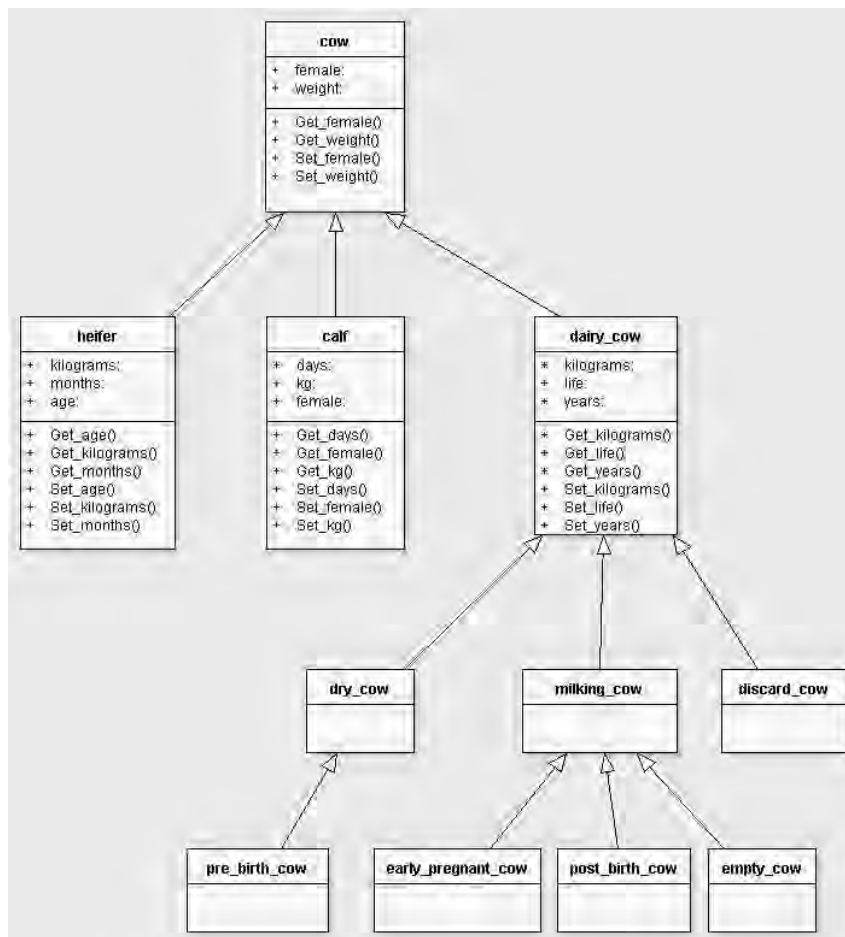 cow
+ female:
+ weight:
+ Get_female()
+ Get_weight()
+ Set_female()
+ Set_weight()
heifer
+ kilograms:
+ months:
+ age:
+ Get_age()
+ Get_kilograms()
+ Get_months()
+ Set_age()
+ Set_kilograms()
+ Set_months()
calf
+ days:
+ kg:
+ female:
+ Get_days()
+ Get_female()
+ Get_kg()
+ Set_days()
+ Set_female()
+ Set_kg()
dairy_cow
+ kilograms:
+ life:
+ years:
+ Get_kilograms()
+ Get_life()
+ Get_years()
+ Set_kilograms()
+ Set_life()
+ Set_years()
dry_cow
milking_cow
discard_cow
pre_birth_cow
early_pregnant_cow
post_birth_cow
empty_cow